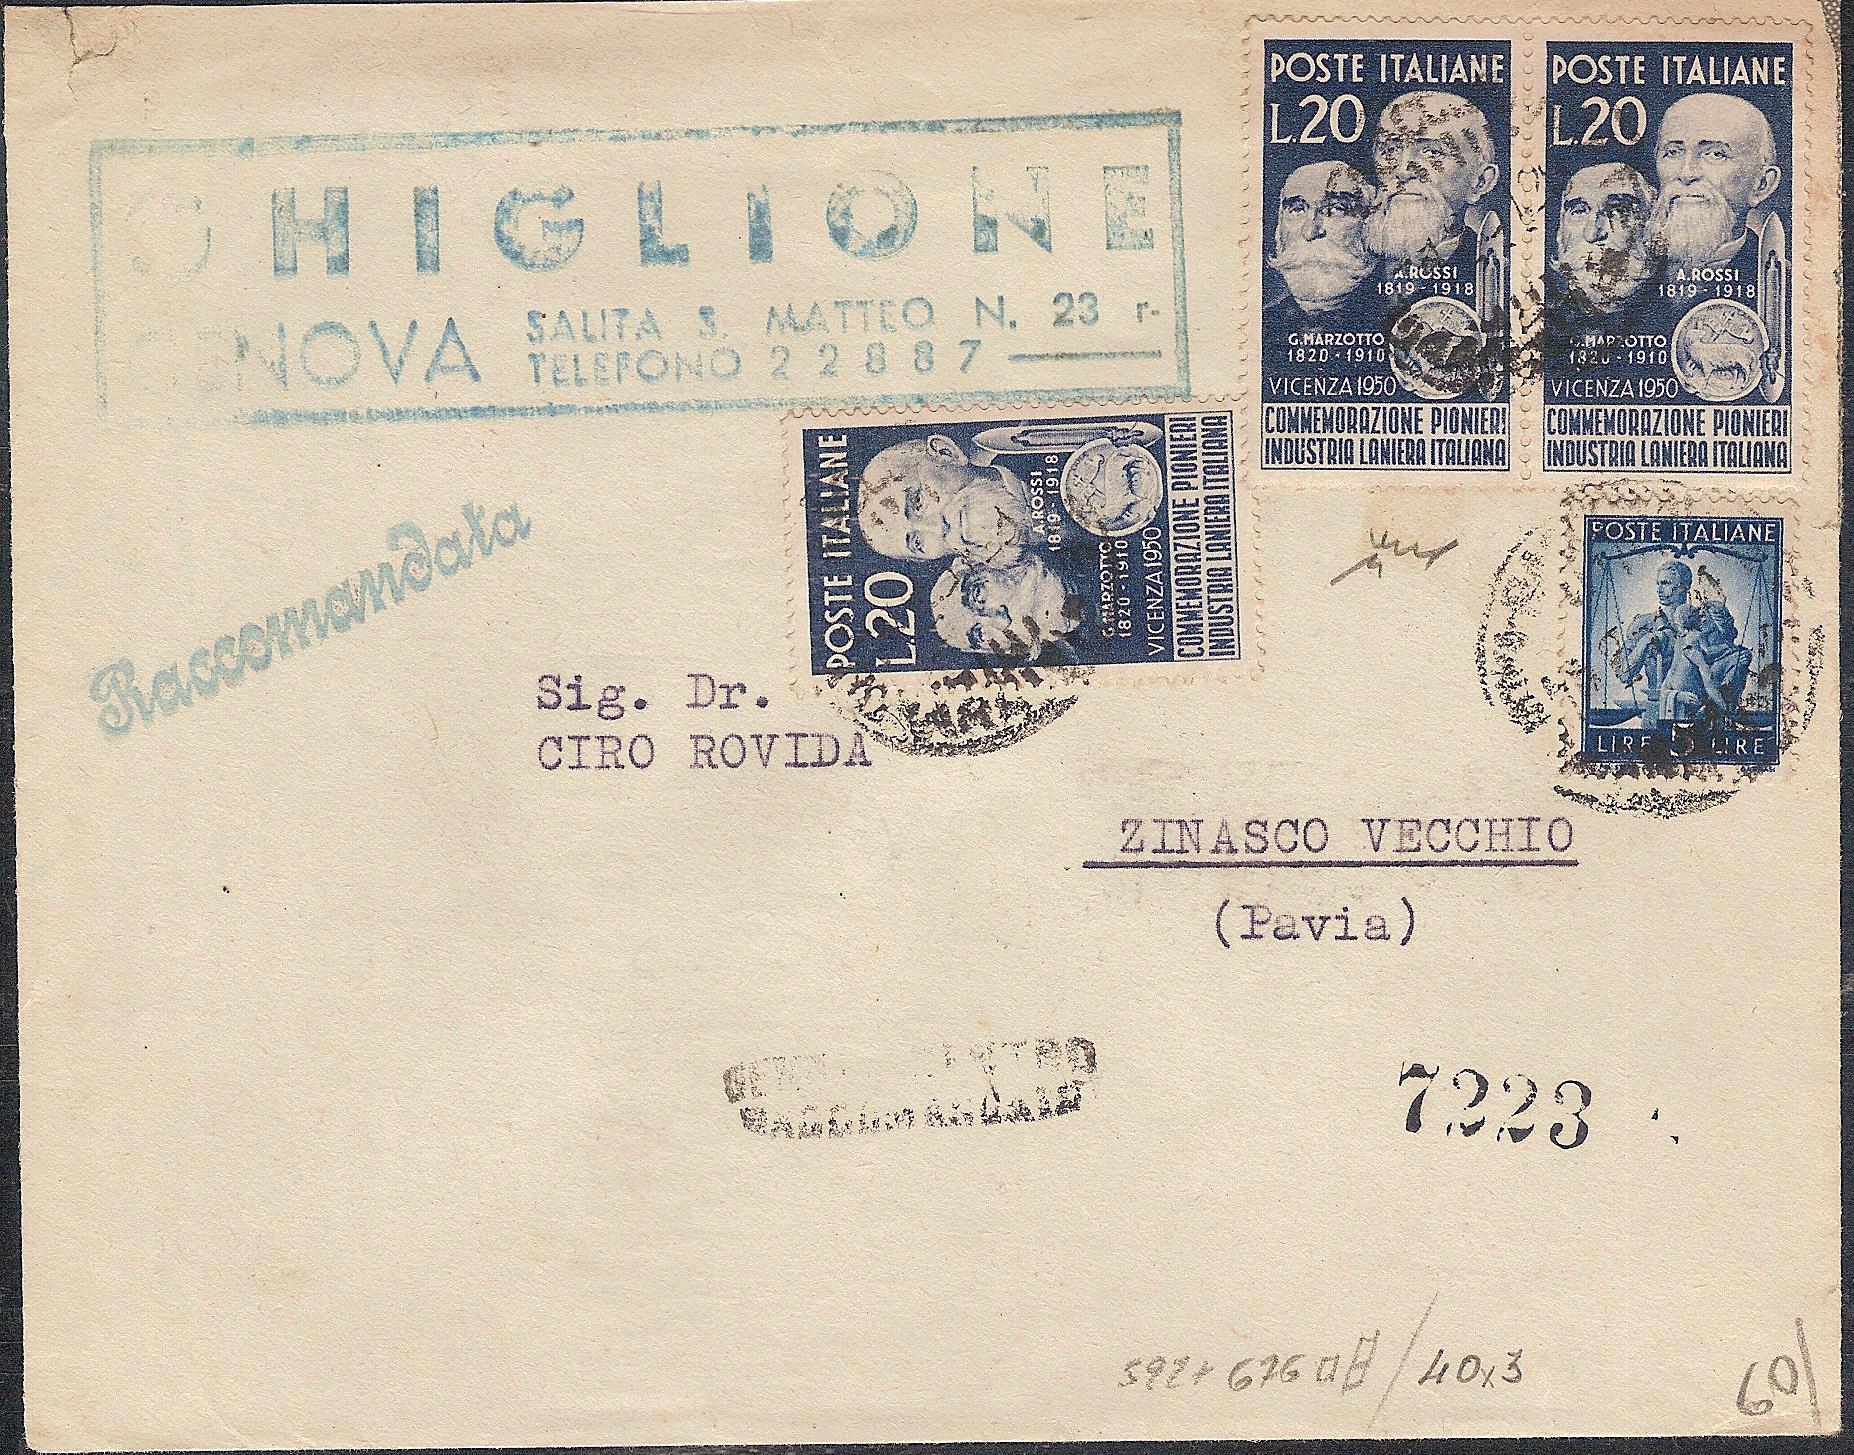 GHIGLIONE
GENOVA SALITA S. MATTEO N. 23 r-
TELEFONO 22887
Raccomandata
POSTE ITALIANE
L.20
A.ROSSI
1819-1918
G.MARZOTTO
1820-1910
VICENZA 1950
COMMEMORAZIONE PIONIERI
INDUSTRIA LANIERA ITALIANA
POSTE ITALIANE
L.20
A.ROSSI
1819-1918
G.MARZOTTO
1820-1910
VICENZA 1950
COMMEMORAZIONE PIONIERI
INDUSTRIA LANIERA ITALIANA
POSTE ITALIANE
L.20
A.ROSSI
1819-1918
G.MARZOTTO
1820-1910
VICENZA 1950
COMMEMORAZIONE PIONIERI
INDUSTRIA LANIERA ITALIANA
POSTE ITALIANE
LIRE 5 LIRE
Sig. Dr.
CIRO ROVIDA
ZINASCO VECCHIO
(Pavia)
7223
592+ 676 / 40x3
60/